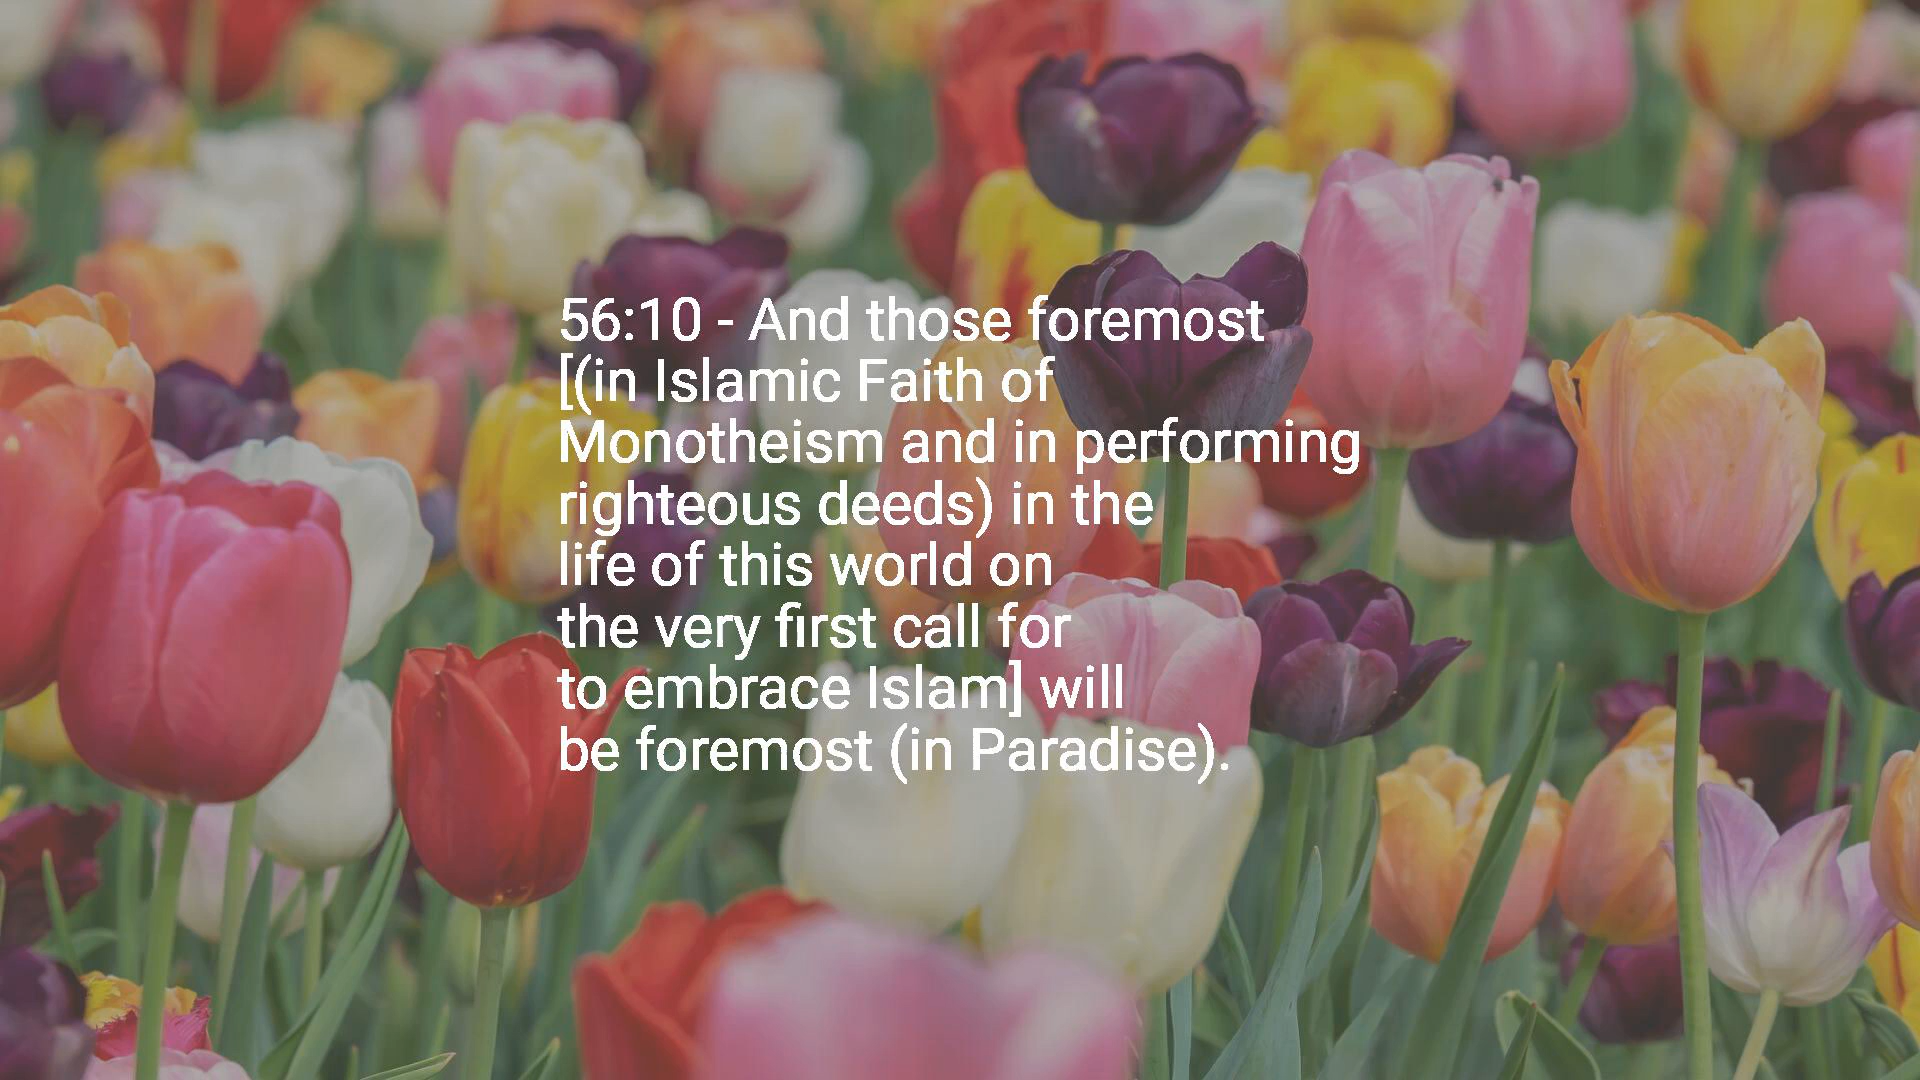 56:10 - And those foremost
[(in Islamic Faith of
Monotheism and in performing
righteous deeds) in the
life of this world on
the very first call for
to embrace Islam] will
be foremost (in Paradise).